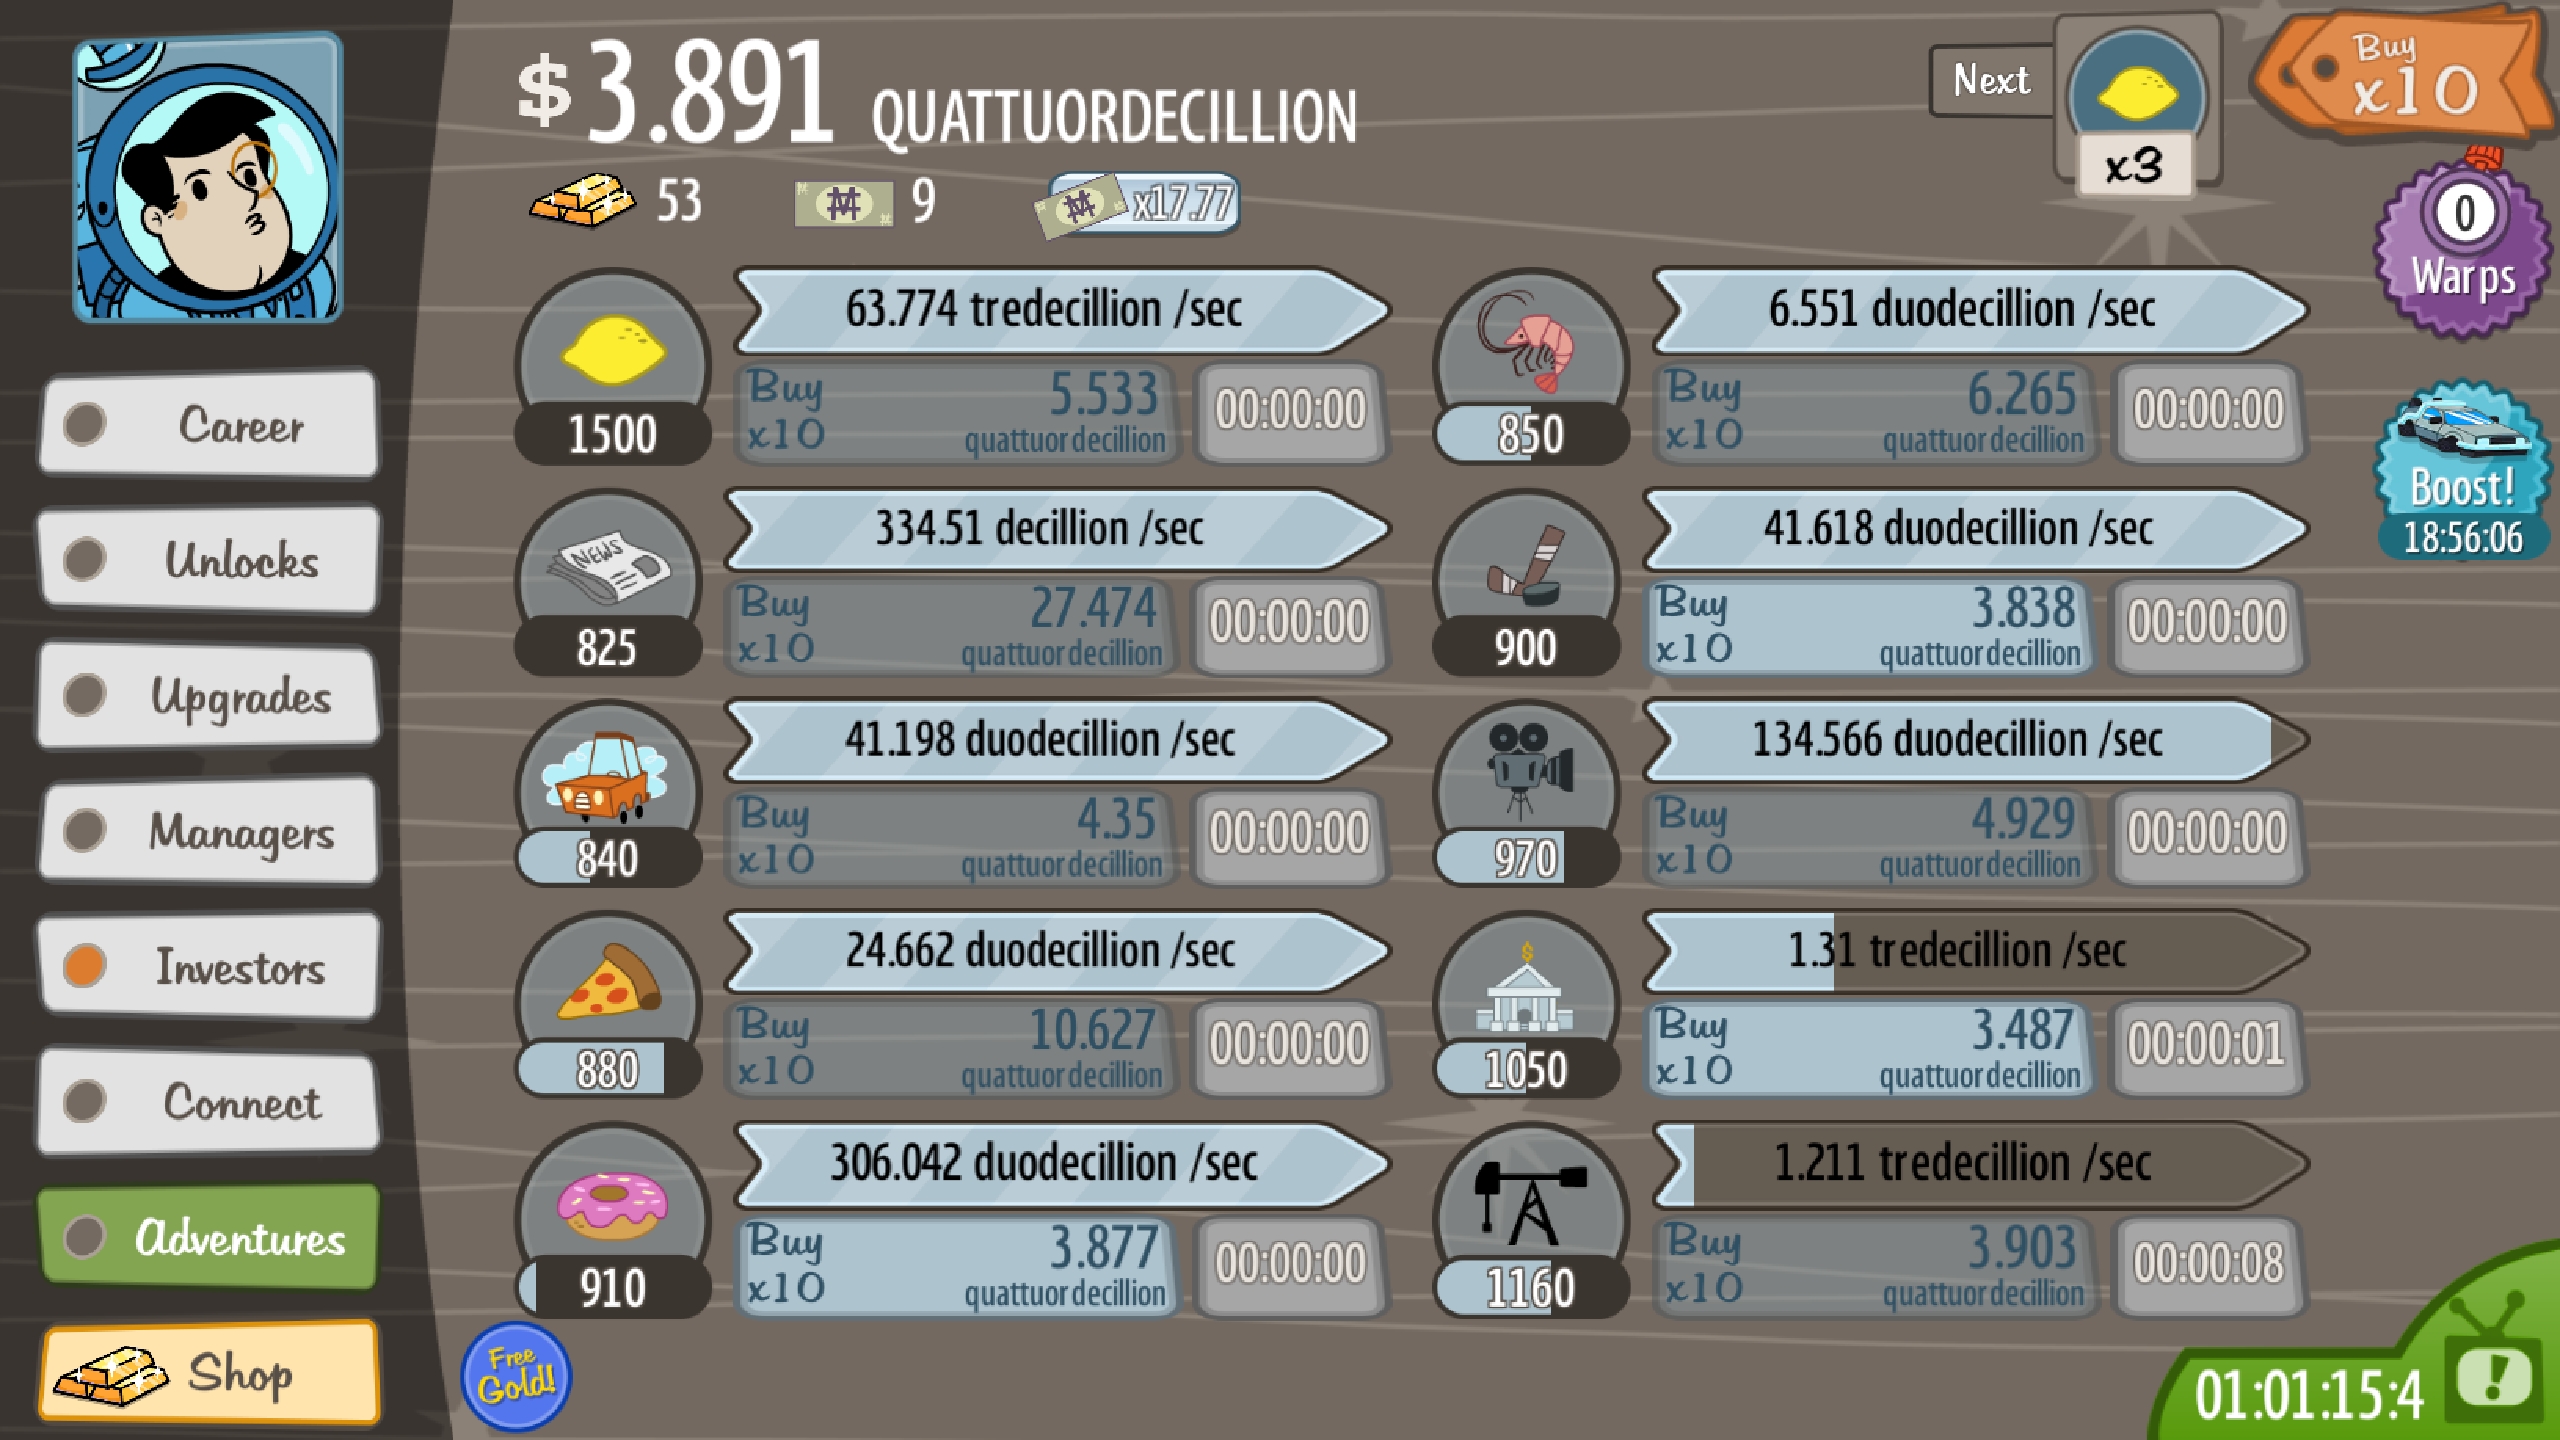 $ 3.891 QUATTUORDECILLION
53 9 x17.77
Next
x3
Buy
x10
0
Warps
Boost!
18:56:06
Career
Unlocks
Upgrades
Managers
Investors
Connect
Adventures
Shop
1500
63.774 tredecillion /sec
Buy
x10
5.533
quattuordecillion
00:00:00
NEWS
825
334.51 decillion /sec
Buy
x10
27.474
quattuordecillion
00:00:00
840
41.198 duodecillion /sec
Buy
x10
4.35
quattuordecillion
00:00:00
880
24.662 duodecillion /sec
Buy
x10
10.627
quattuordecillion
00:00:00
910
306.042 duodecillion /sec
Buy
x10
3.877
quattuordecillion
00:00:00
850
6.551 duodecillion /sec
Buy
x10
6.265
quattuordecillion
00:00:00
900
41.618 duodecillion /sec
Buy
x10
3.838
quattuordecillion
00:00:00
970
134.566 duodecillion /sec
Buy
x10
4.929
quattuordecillion
00:00:00
$
1050
1.31 tredecillion /sec
Buy
x10
3.487
quattuordecillion
00:00:01
1160
1.211 tredecillion /sec
Buy
x10
3.903
quattuordecillion
00:00:08
Free
Gold!
01:01:15:4
!